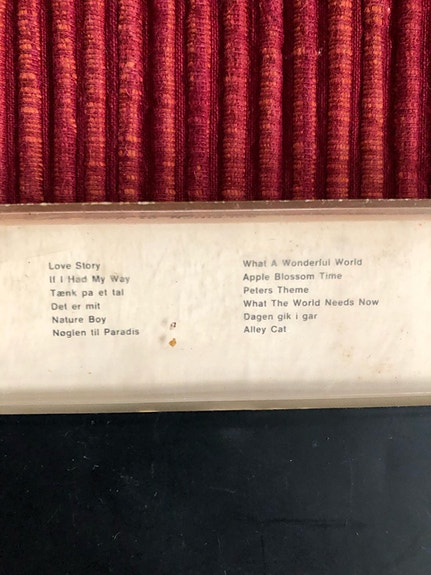 Love Story
If I Had My Way
Tænk pa et tal
Det er mit
Nature Boy
Nøglen til Paradis
What A Wonderful World
Apple Blossom Time
Peters Theme
What The World Needs Now
Dagen gik i gar
Alley Cat